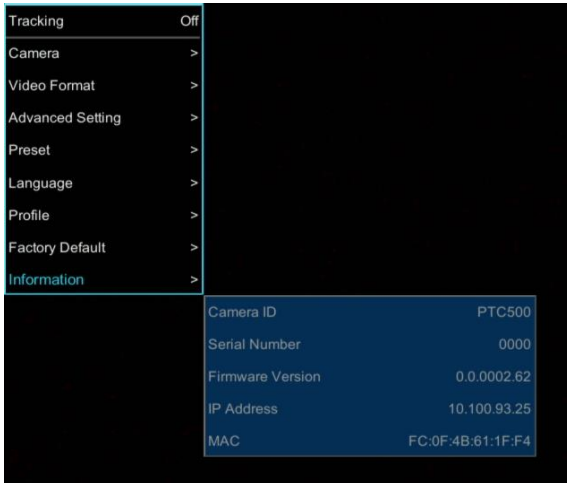 Tracking Off
Camera >
Video Format >
Advanced Setting >
Preset >
Language >
Profile >
Factory Default >
Information >
Camera ID PTC500
Serial Number 0000
Firmware Version 0.0.0002.62
IP Address 10.100.93.25
MAC FC:0F:4B:61:1F:F4